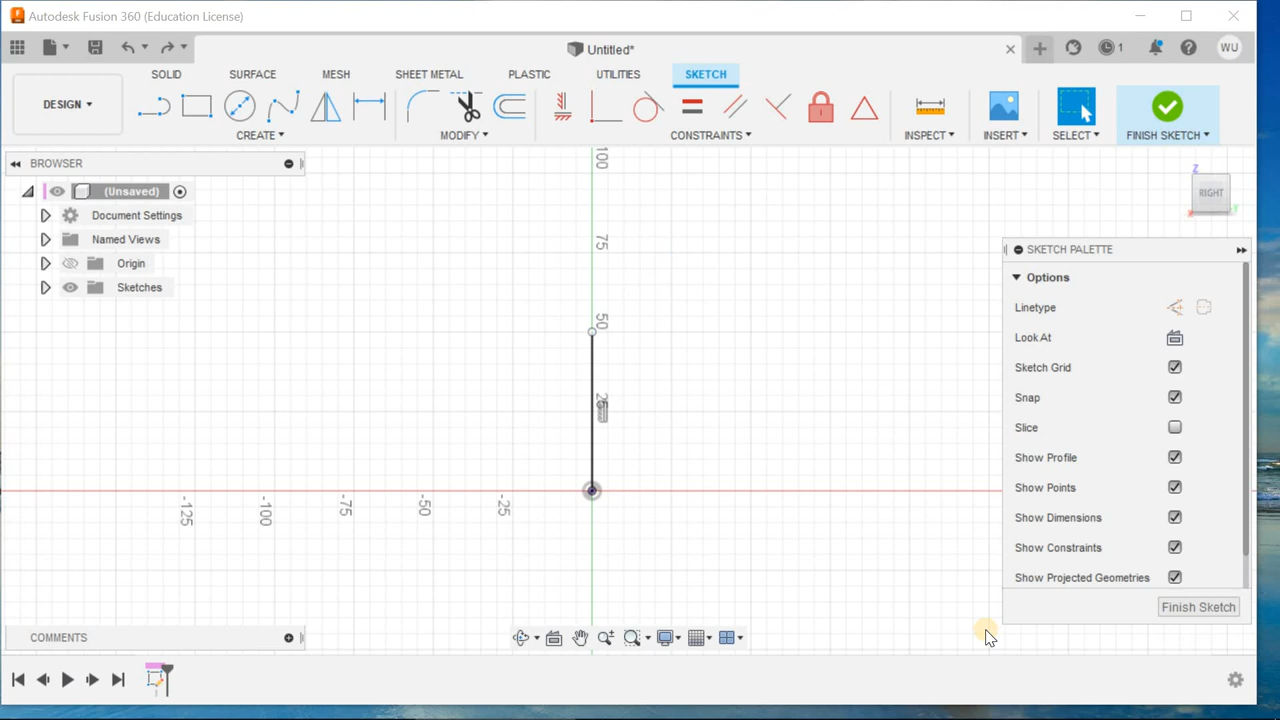 Autodesk Fusion 360 (Education License)
Untitled*
1
WU
DESIGN
SOLID
SURFACE
MESH
SHEET METAL
PLASTIC
UTILITIES
SKETCH
CREATE
MODIFY
CONSTRAINTS
INSPECT
INSERT
SELECT
FINISH SKETCH
BROWSER
(Unsaved)
Document Settings
Named Views
Origin
Sketches
100
75
50
25
-125
-100
-75
-50
-25
Z
RIGHT
X
Y
SKETCH PALETTE
Options
Linetype
Look At
Sketch Grid
Snap
Slice
Show Profile
Show Points
Show Dimensions
Show Constraints
Show Projected Geometries
Finish Sketch
COMMENTS